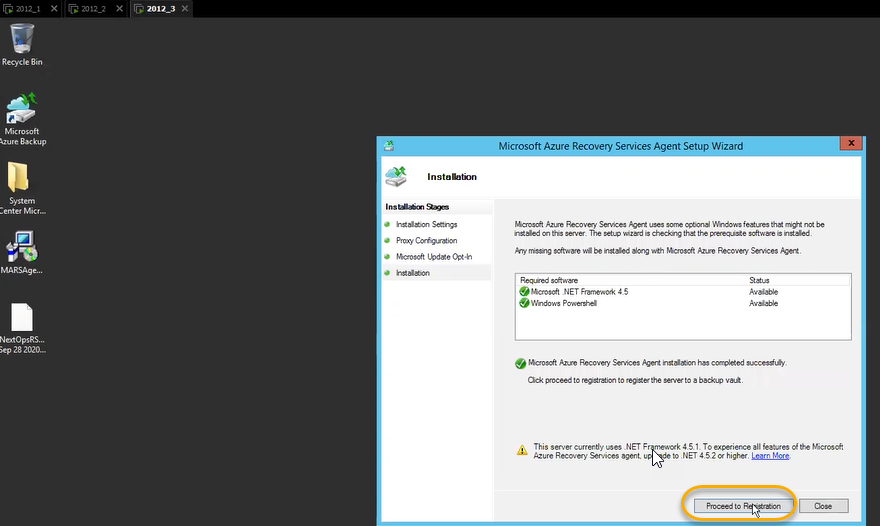 2012_1
2012_2
2012_3
Recycle Bin
Microsoft
Azure Backup
System
Center Micr...
MARSAge...
NextOpsRS...
Sep 28 2020...
Microsoft Azure Recovery Services Agent Setup Wizard
Installation
Installation Stages
Installation Settings
Proxy Configuration
Microsoft Update Opt-In
Installation
Microsoft Azure Recovery Services Agent uses some optional Windows features that might not be
installed on this server. The setup wizard is checking that the prerequisite software is installed.
Any missing software will be installed along with Microsoft Azure Recovery Services Agent.
Required software Status
Microsoft .NET Framework 4.5 Available
Windows Powershell Available
Microsoft Azure Recovery Services Agent installation has completed successfully.
Click proceed to registration to register the server to a backup vault.
This server currently uses .NET Framework 4.5.1. To experience all features of the Microsoft
Azure Recovery Services agent, upgrade to .NET 4.5.2 or higher. Learn More.
Proceed to Registration
Close